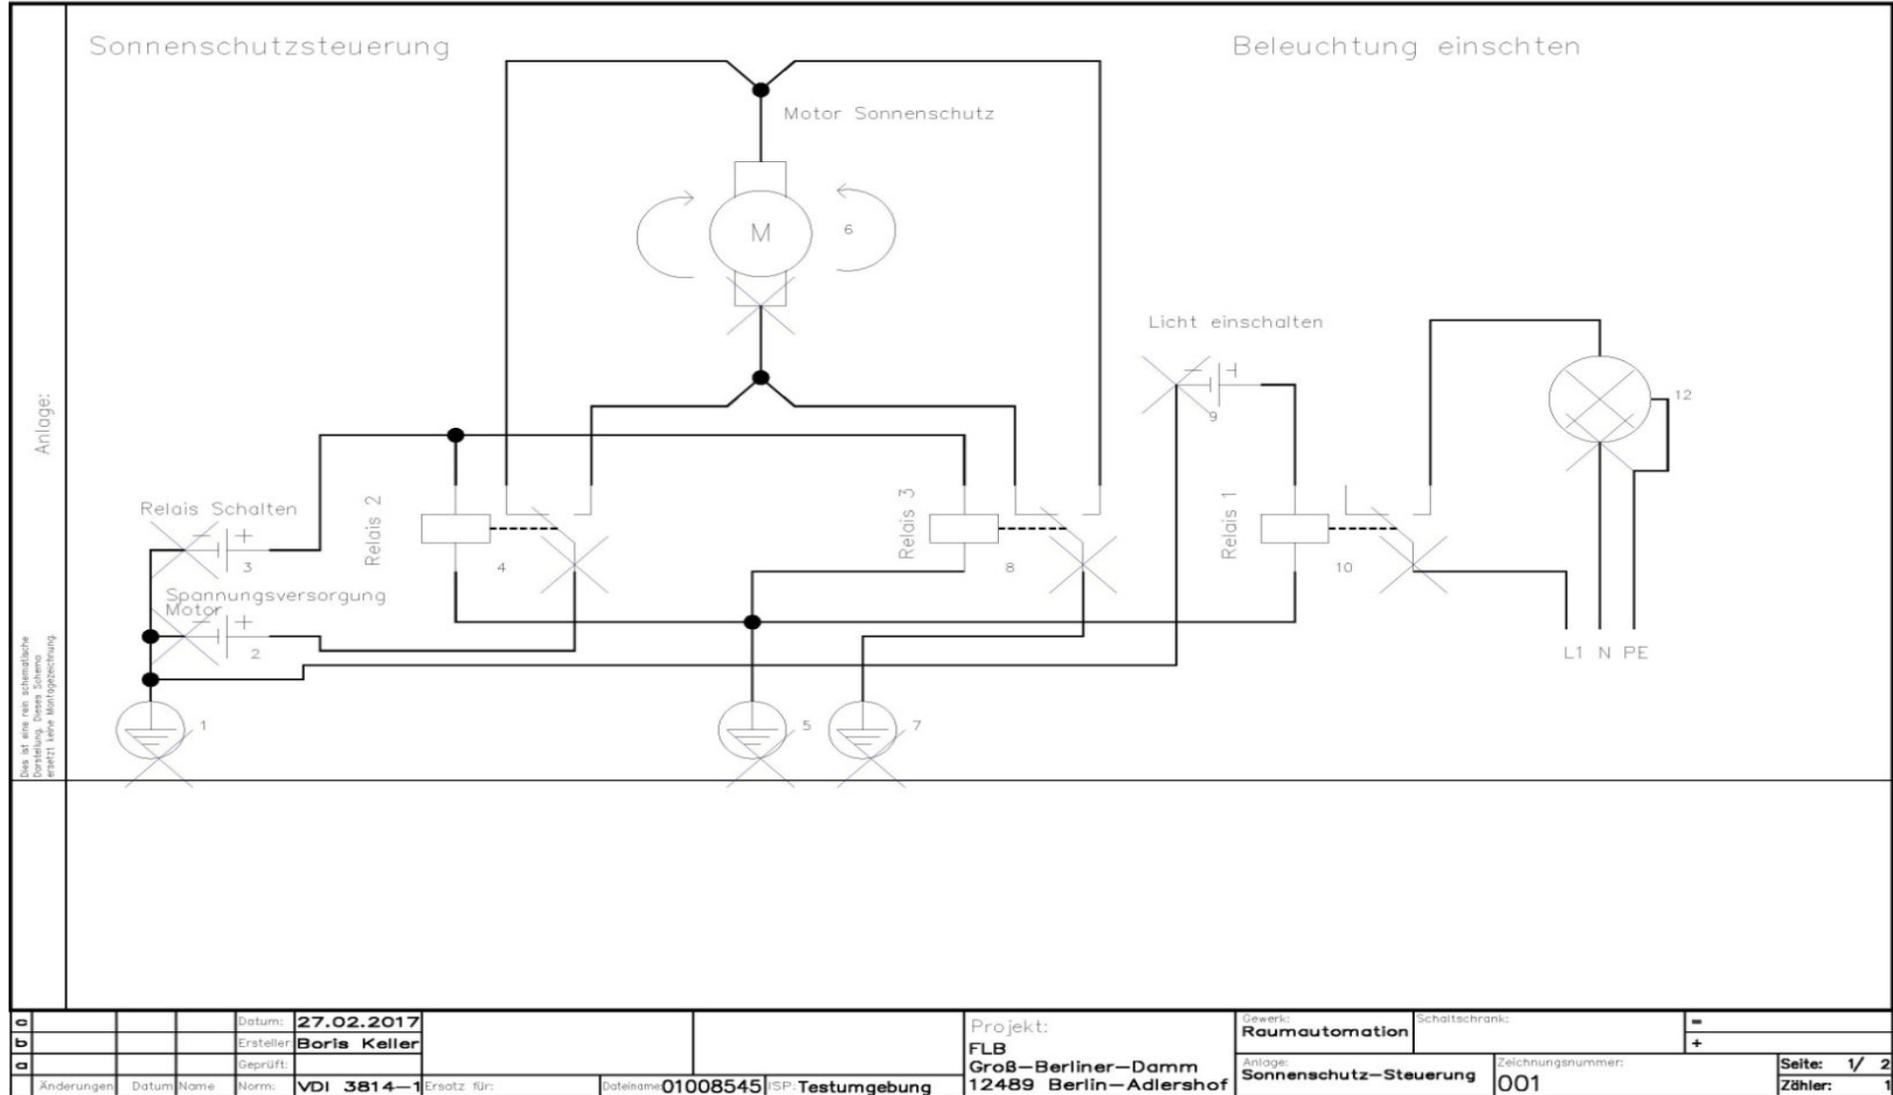 Sonnenschutzsteuerung
Beleuchtung einschten
Motor Sonnenschutz
M
6
Licht einschalten
9
12
Anlage:
Relais Schalten
3
Relais 2
4
Relais 3
8
Relais 1
10
Spannungsversorgung
Motor
2
L1 N PE
1
5
7
Dies ist eine rein schematische
Darstellung. Dieses Schema
ersetzt keine Montagezeichnung.
c
b
a
Änderungen Datum Name
Datum: 27.02.2017
Ersteller: Boris Keller
Geprüft:
Norm: VDI 3814-1
Ersatz für:
Dateiname: 01008545
ISP: Testumgebung
Projekt:
FLB
Groß-Berliner-Damm
12489 Berlin-Adlershof
Gewerk:
Raumautomation
Schaltschrank:
Anlage:
Sonnenschutz-Steuerung
Zeichnungsnummer:
001
=
+
Seite: 1/ 2
Zähler: 1